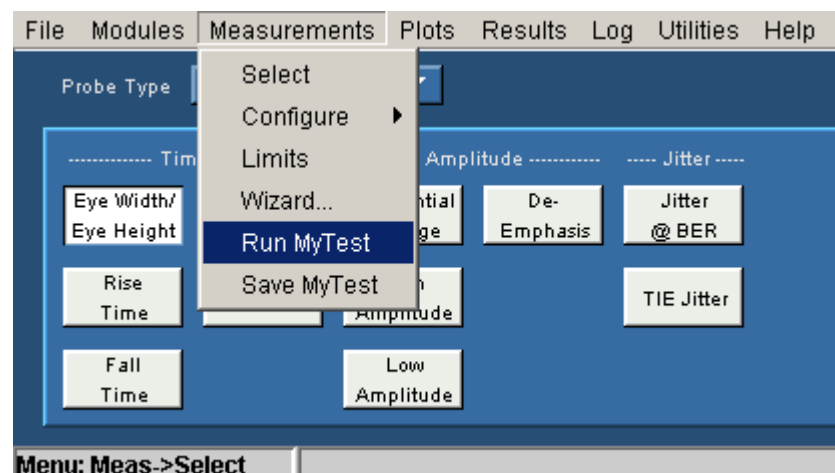 File Modules Measurements Plots Results Log Utilities Help
Probe Type
Select
Configure
Limits
Wizard...
Run MyTest
Save MyTest
Amplitude
Jitter
Eye Width/
Eye Height
De-
Emphasis
Jitter
@ BER
Rise
Time
Amplitude
TIE Jitter
Fall
Time
Low
Amplitude
Menu: Meas->Select